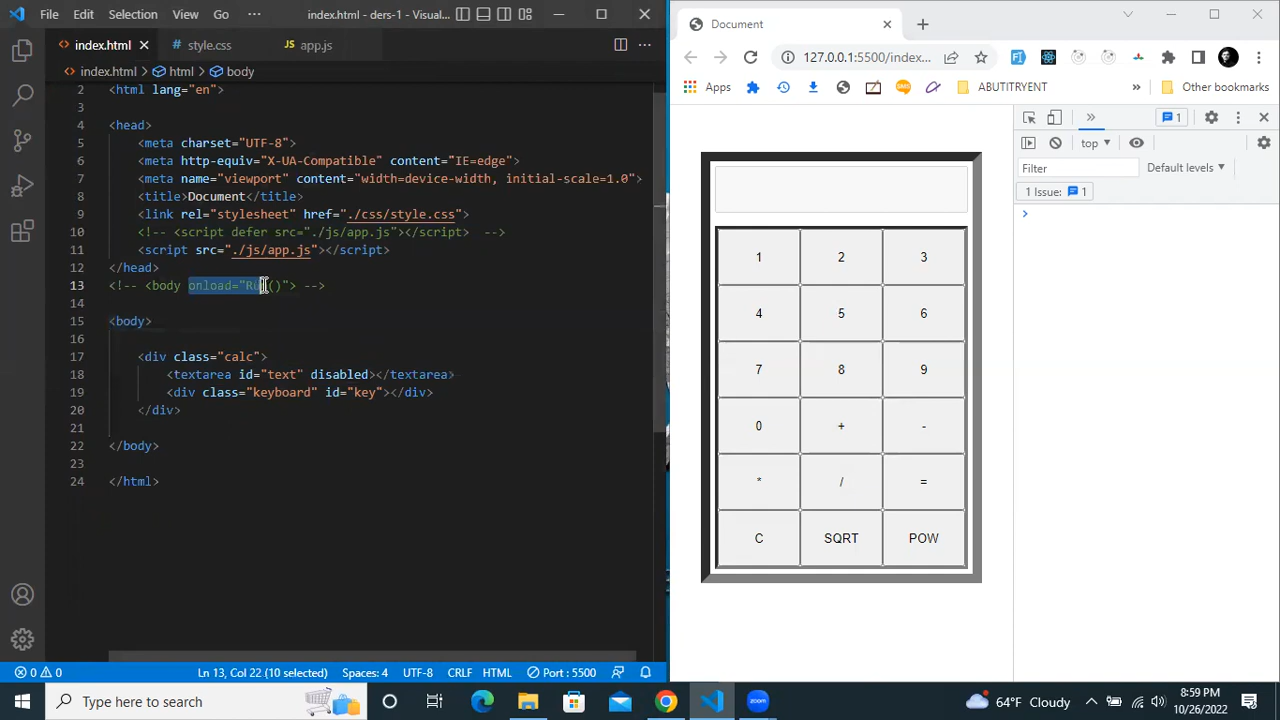 File Edit Selection View Go ··· index.html - ders-1 - Visual...
index.html style.css JS app.js ···
index.html > html > body
2 <html lang="en">
3
4 <head>
5 <meta charset="UTF-8">
6 <meta http-equiv="X-UA-Compatible" content="IE=edge">
7 <meta name="viewport" content="width=device-width, initial-scale=1.0">
8 <title>Document</title>
9 <link rel="stylesheet" href="./css/style.css">
10 <!-- <script defer src="./js/app.js"></script> -->
11 <script src="./js/app.js"></script>
12 </head>
13 <!-- <body onload="Run()"> -->
14
15 <body>
16
17 <div class="calc">
18 <textarea id="text" disabled></textarea>
19 <div class="keyboard" id="key"></div>
20 </div>
21
22 </body>
23
24 </html>
0 0 Ln 13, Col 22 (10 selected) Spaces: 4 UTF-8 CRLF HTML Port : 5500
Document
127.0.0.1:5500/index...
Apps SMS ABUTITRYENT » Other bookmarks
» 1
top
Filter Default levels
1 Issue: 1
1 2 3
4 5 6
7 8 9
0 + -
* / =
C SQRT POW
Type here to search zoom 64°F Cloudy 8:59 PM
10/26/2022